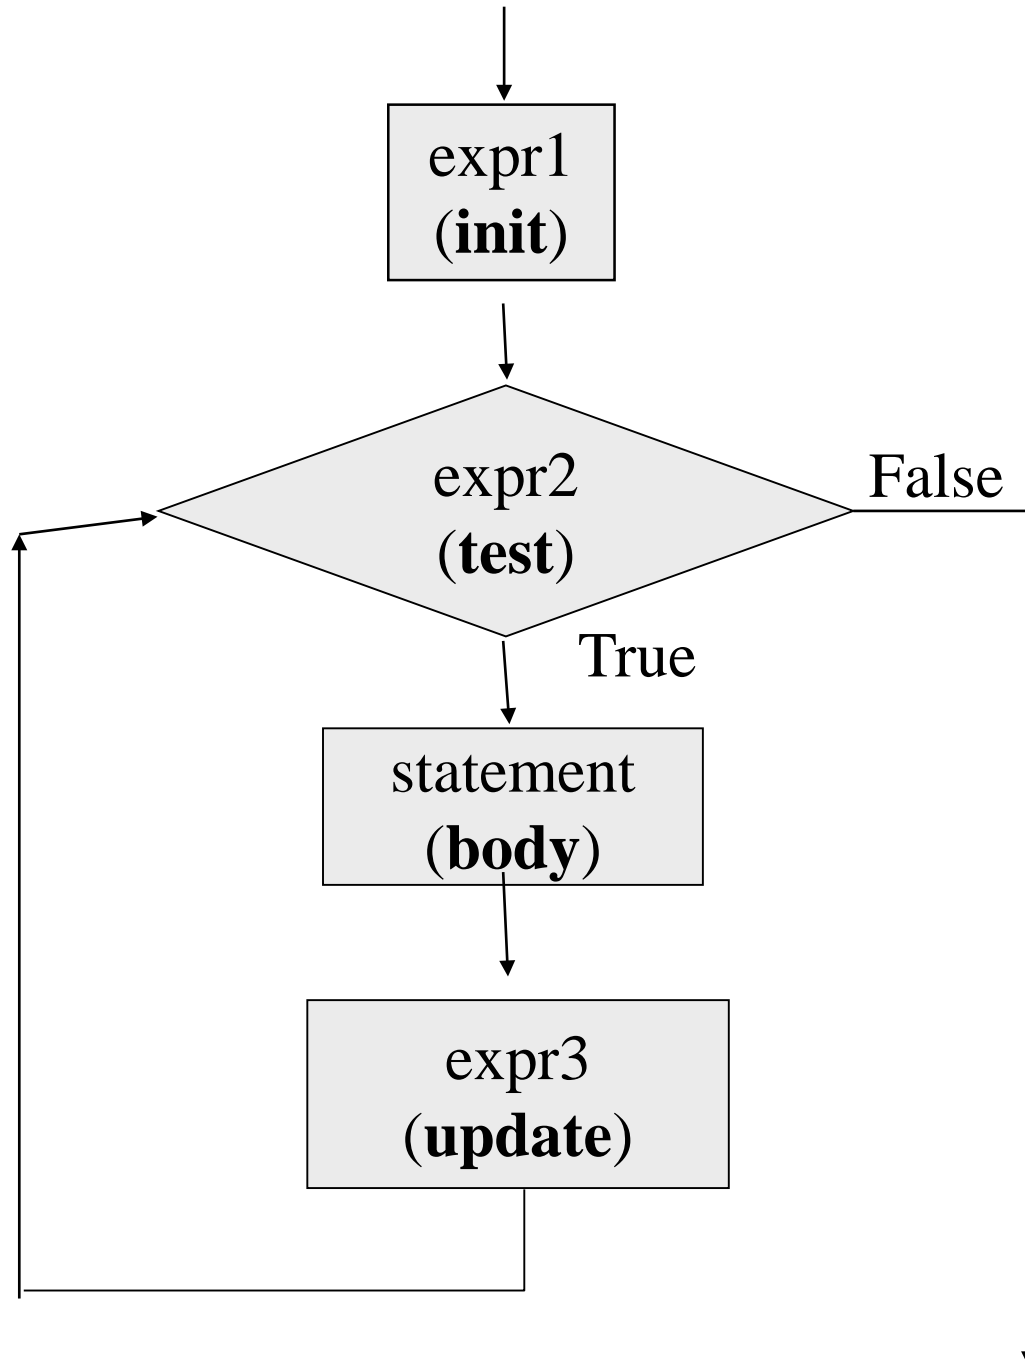 expr1
(init)
expr2
(test)
False
True
statement
(body)
expr3
(update)